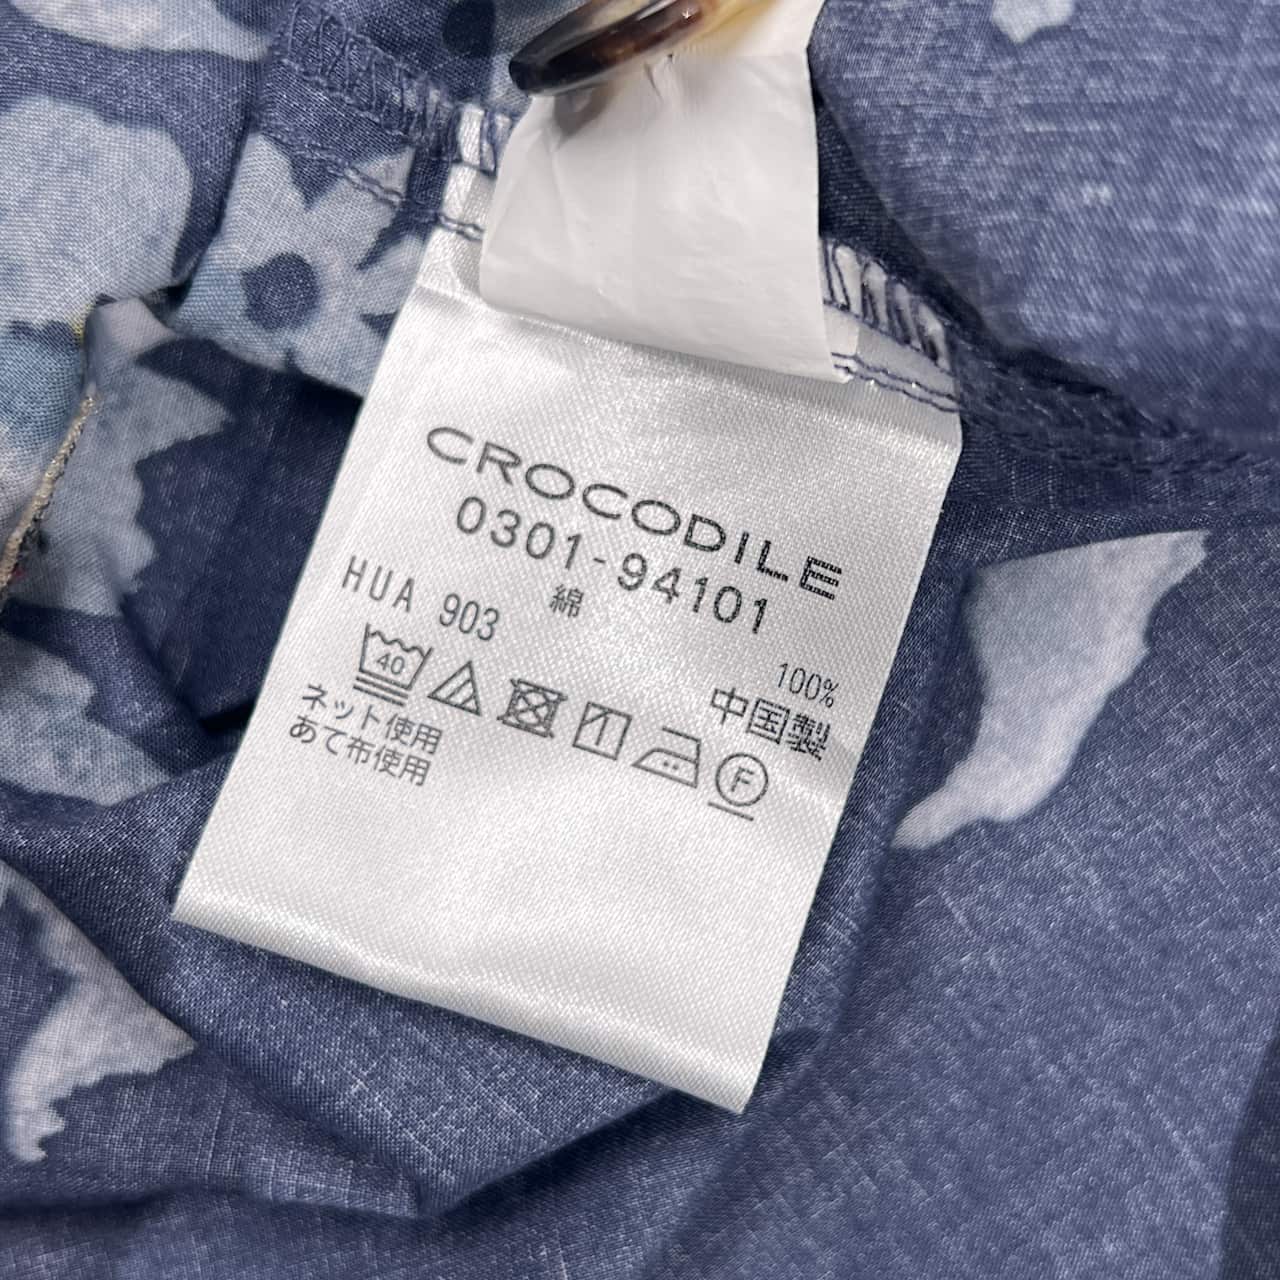 CROCODILE
0301-94101
HUA 903
綿
100%
中国製
40
F
ネット使用
あて布使用